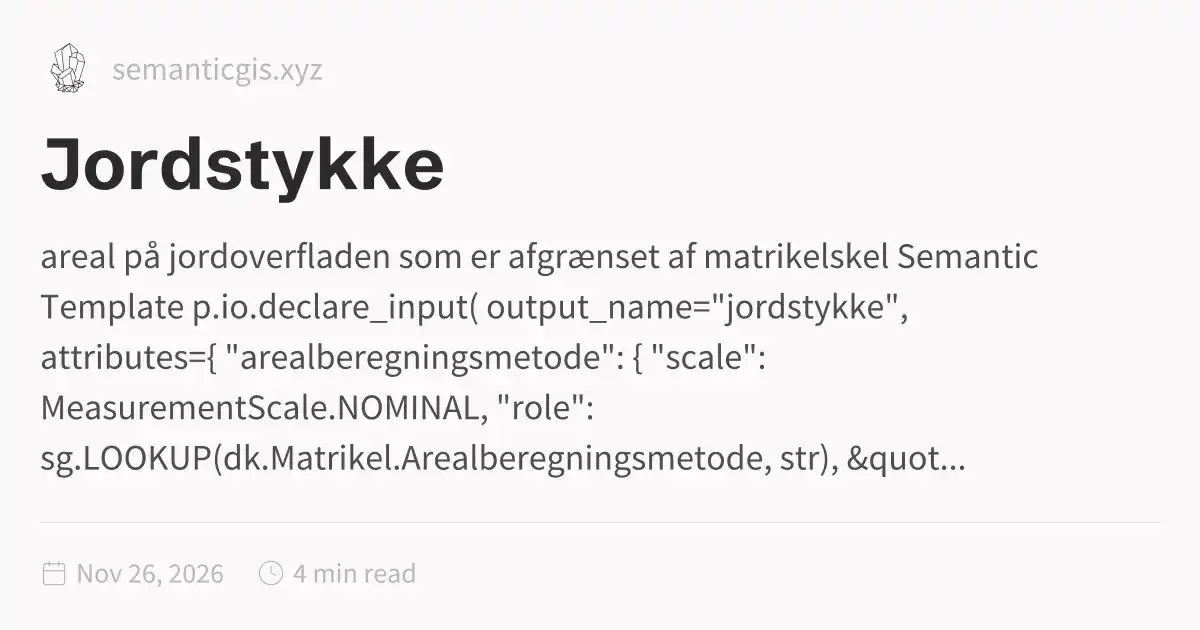 semanticgis.xyz
Jordstykke
areal på jordoverfladen som er afgrænset af matrikelskel Semantic
Template p.io.declare_input( output_name="jordstykke",
attributes={ "arealberegningsmetode": { "scale":
MeasurementScale.NOMINAL, "role":
sg.LOOKUP(dk.Matrikel.Arealberegningsmetode, str), &quot...
Nov 26, 2026 4 min read